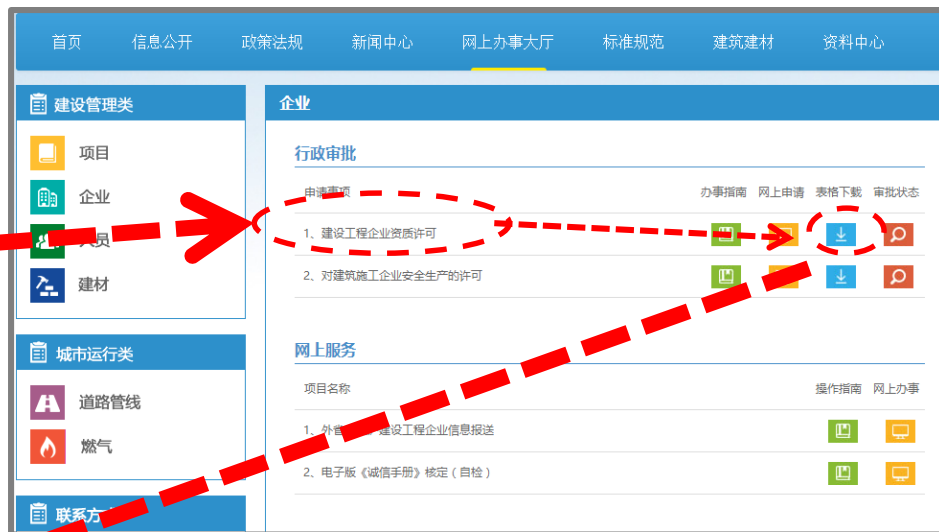 首页 信息公开 政策法规 新闻中心 网上办事大厅 标准规范 建筑建材 资料中心
建设管理类
项目
企业
人员
建材
城市运行类
道路管线
燃气
联系方
企业
行政审批
申请事项 办事指南 网上申请 表格下载 审批状态
1、建设工程企业资质许可
2、对建筑施工企业安全生产的许可
网上服务
项目名称 操作指南 网上办事
1、外省 建设工程企业信息报送
2、电子版《诚信手册》核定（自检）